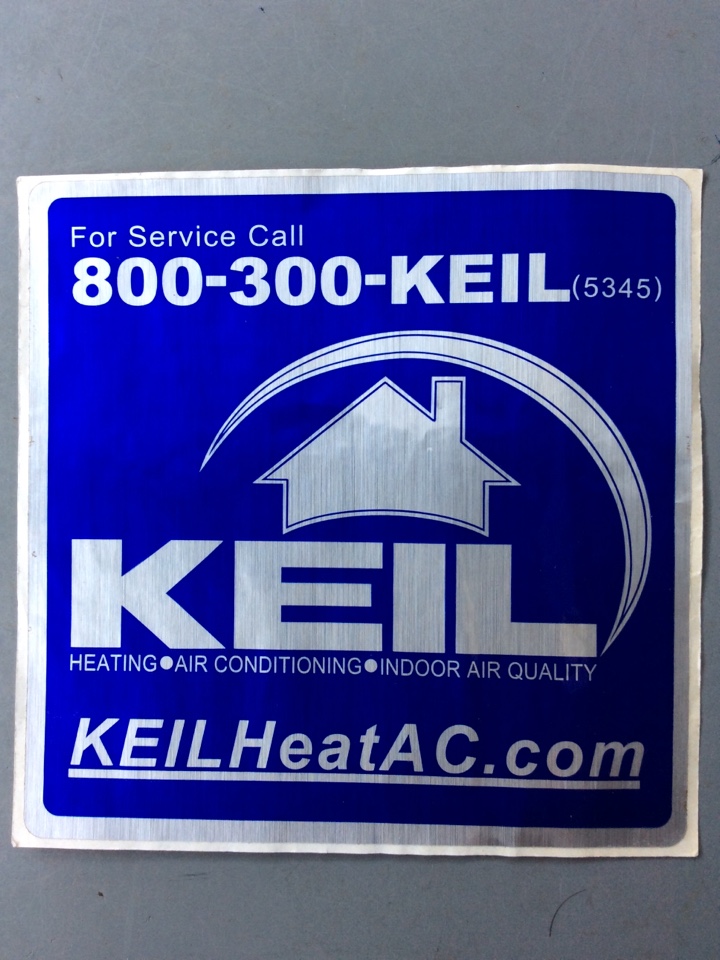 For Service Call
800-300-KEIL (5345)
KEIL
HEATING●AIR CONDITIONING●INDOOR AIR QUALITY
KEILHeatAC.com